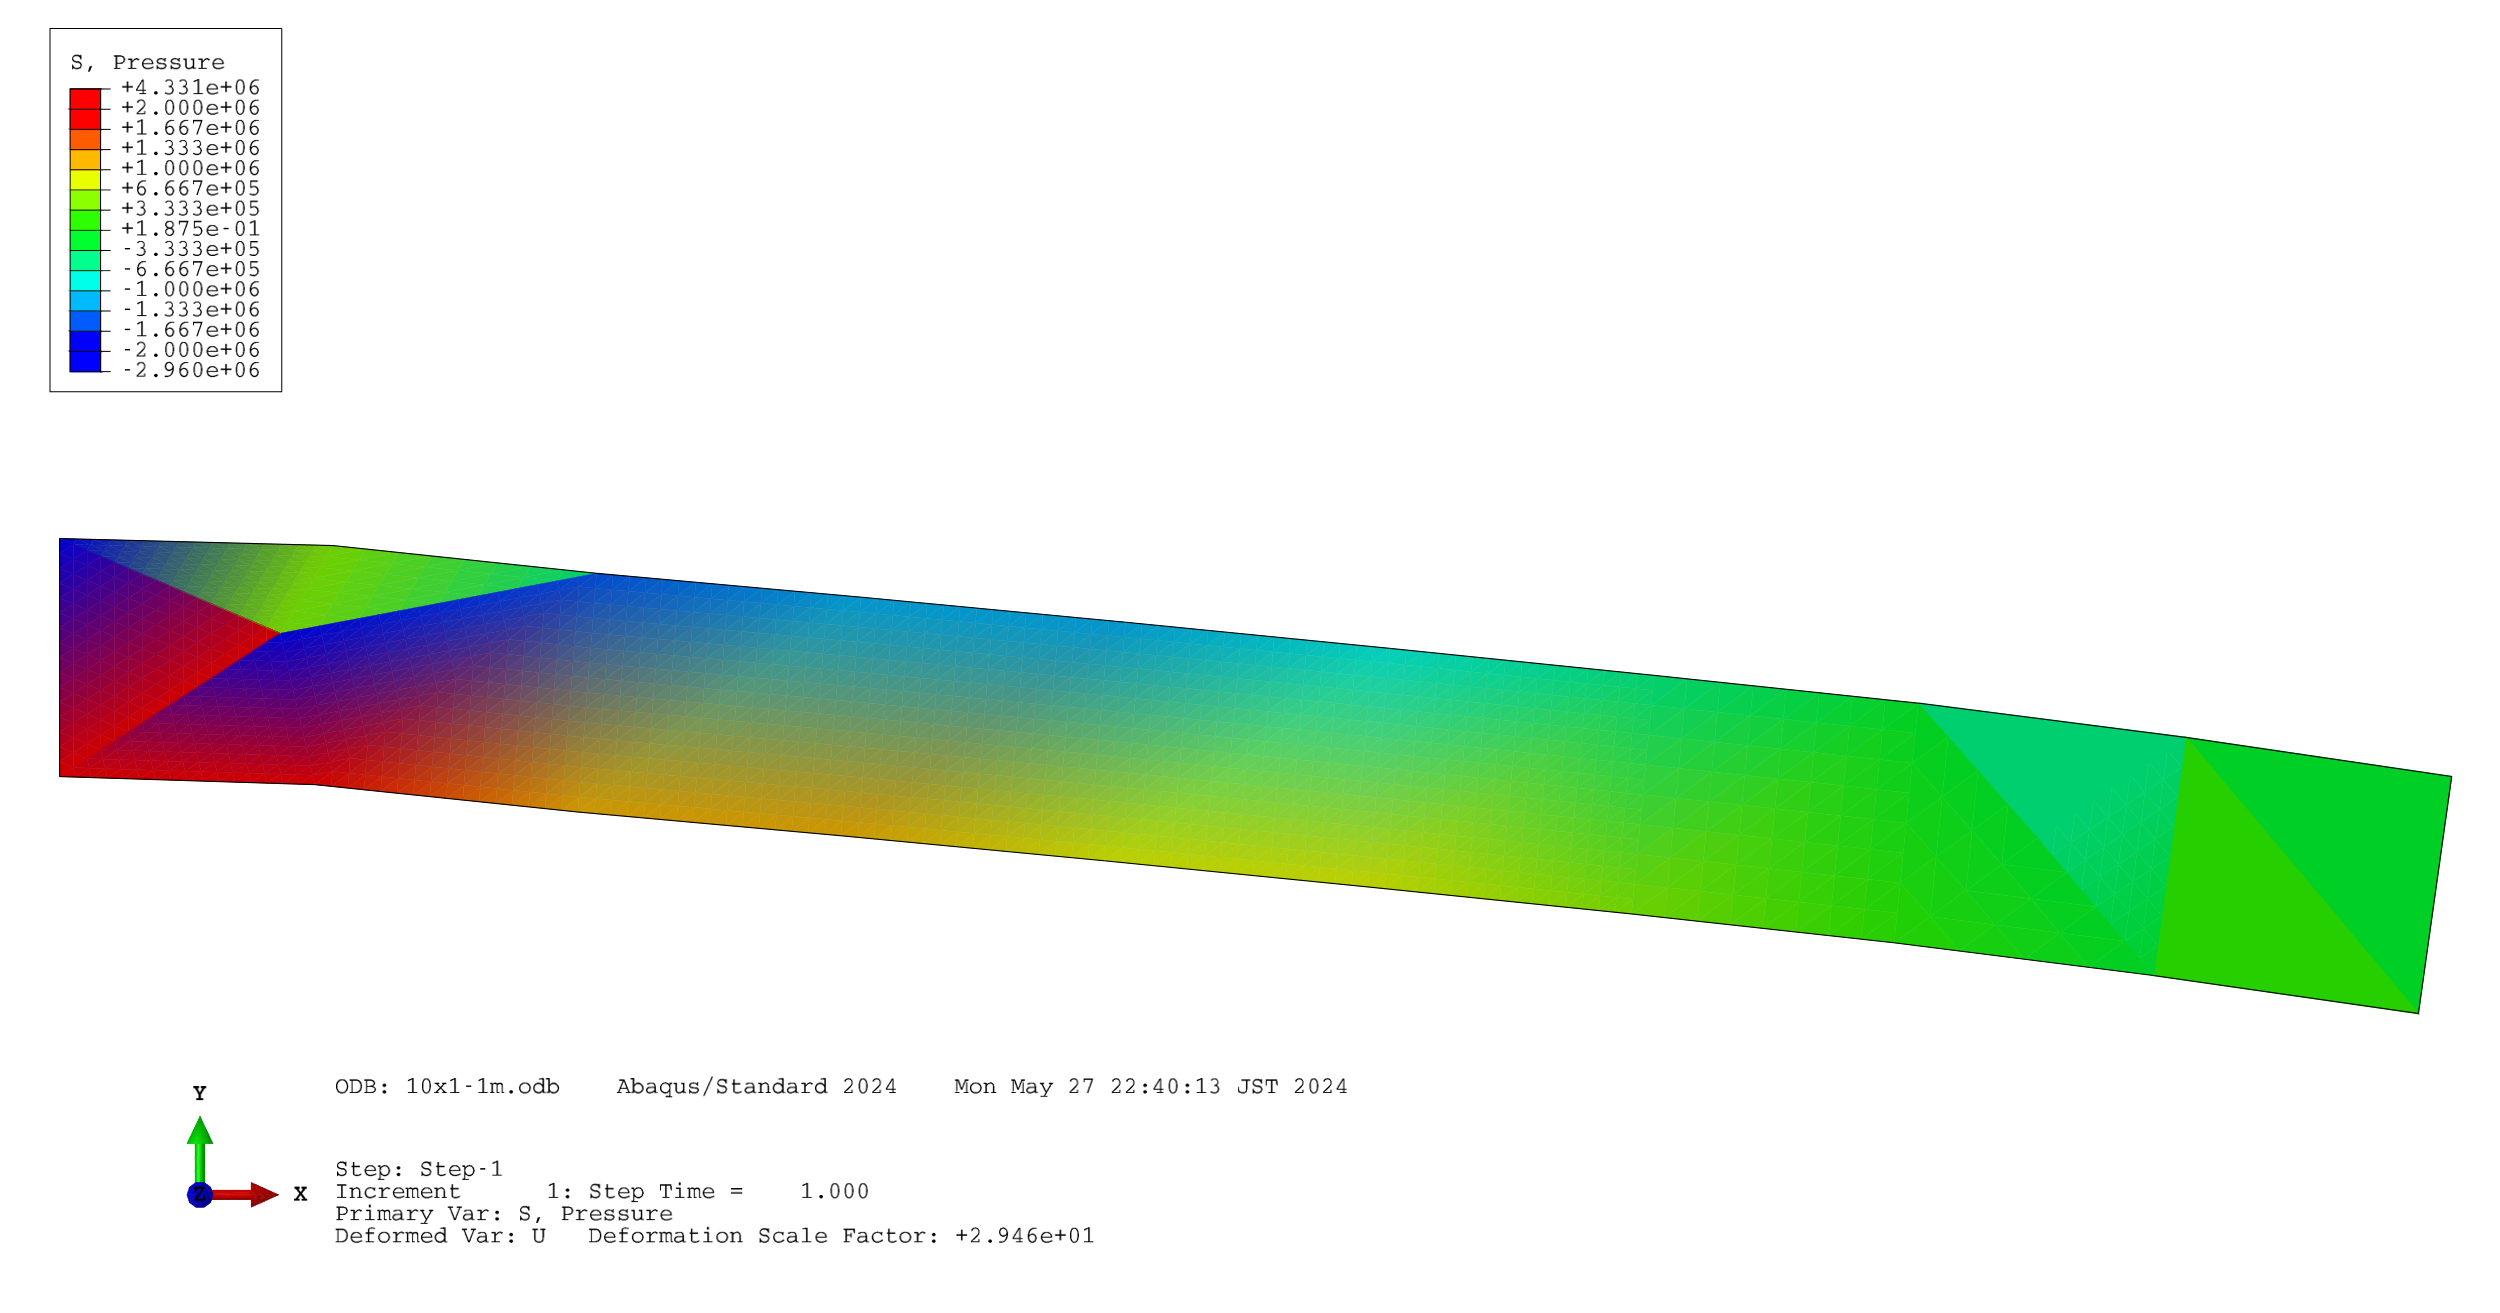 S, Pressure
+4.331e+06
+2.000e+06
+1.667e+06
+1.333e+06
+1.000e+06
+6.667e+05
+3.333e+05
+1.875e-01
-3.333e+05
-6.667e+05
-1.000e+06
-1.333e+06
-1.667e+06
-2.000e+06
-2.960e+06
Y
Z
X
ODB: 10x1-1m.odb    Abaqus/Standard 2024    Mon May 27 22:40:13 JST 2024
Step: Step-1
Increment      1: Step Time =    1.000
Primary Var: S, Pressure
Deformed Var: U   Deformation Scale Factor: +2.946e+01